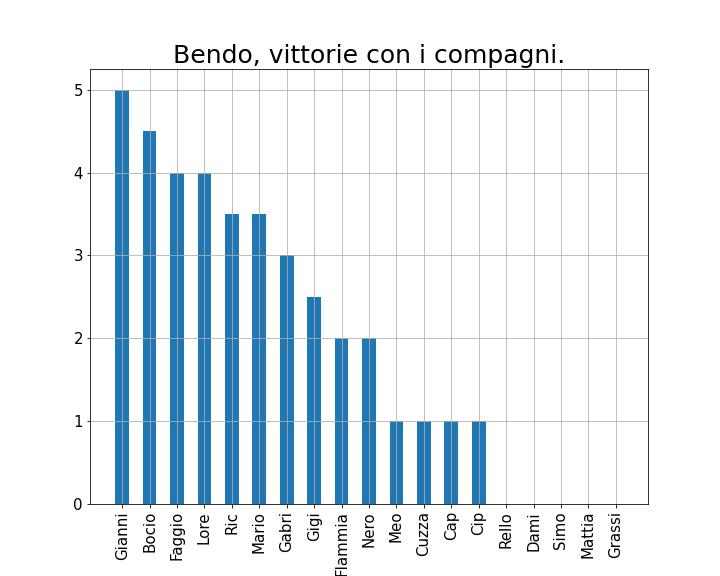 Bendo, vittorie con i compagni.
5
4
3
2
1
0
Gianni
Bocio
Faggio
Lore
Ric
Mario
Gabri
Gigi
Flammia
Nero
Meo
Cuzza
Cap
Cip
Rello
Dami
Simo
Mattia
Grassi